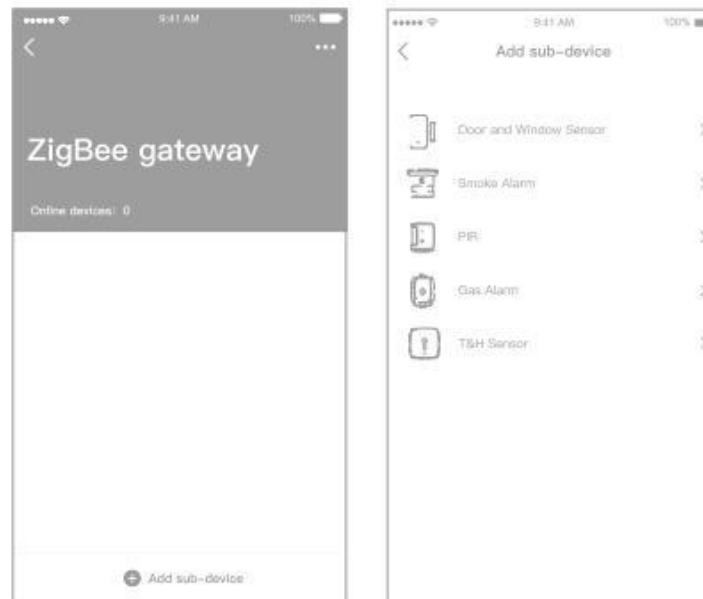 9:41 AM
100%
ZigBee gateway
Online devices: 0
Add sub-device
9:41 AM
100%
Add sub-device
Door and Window Sensor
Smoke Alarm
PIR
Gas Alarm
T&H Sensor